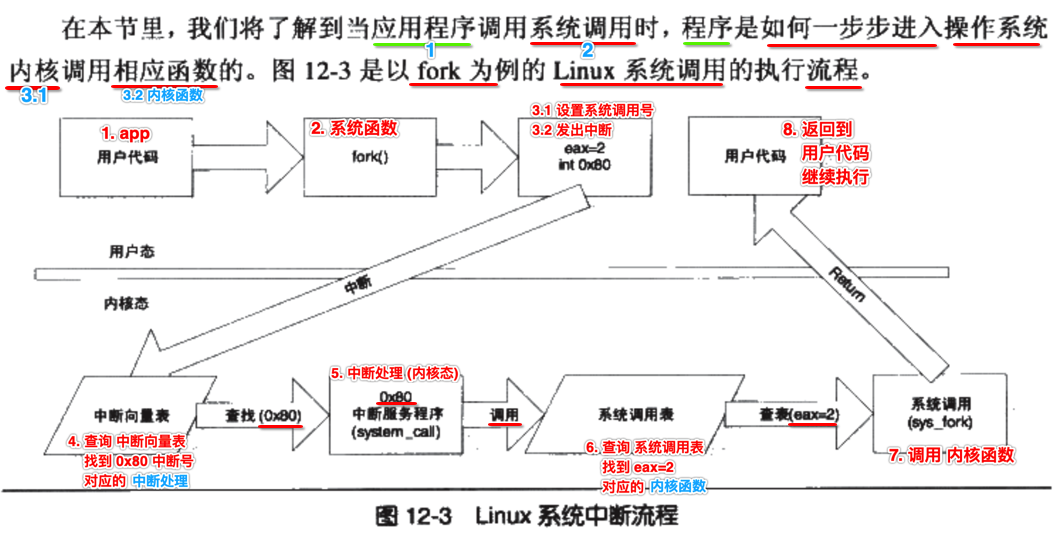 在本节里，我们将了解到当应用程序调用系统调用时，程序是如何一步步进入操作系统
1
2
内核调用相应函数的。图 12-3 是以 fork 为例的 Linux 系统调用的执行流程。
3.1
3.2 内核函数
1. app
用户代码
2. 系统函数
fork()
3.1 设置系统调用号
3.2 发出中断
eax=2
int 0x80
用户代码
8. 返回到
用户代码
继续执行
用户态
内核态
中断
Return
中断向量表
4. 查询 中断向量表
找到 0x80 中断号
对应的 中断处理
查找 (0x80)
5. 中断处理 (内核态)
0x80
中断服务程序
(system_call)
调用
系统调用表
6. 查询 系统调用表
找到 eax=2
对应的 内核函数
查表(eax=2)
系统调用
(sys_fork)
7. 调用 内核函数
图 12-3 Linux 系统中断流程